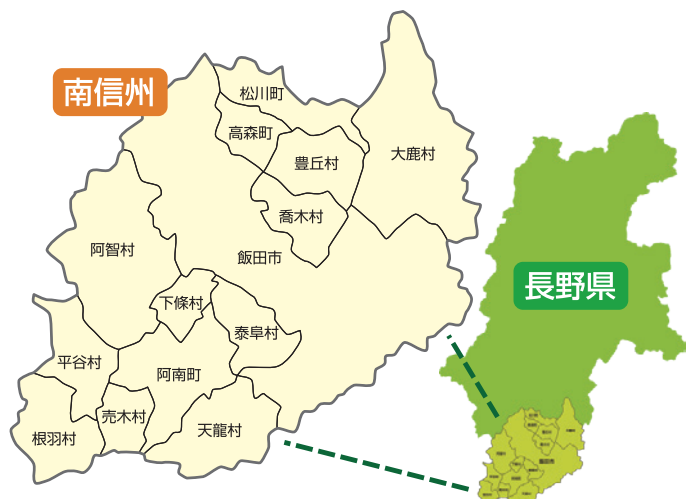 南信州
松川町
高森町
豊丘村
大鹿村
喬木村
阿智村
飯田市
長野県
下條村
泰阜村
平谷村
阿南町
売木村
天龍村
根羽村